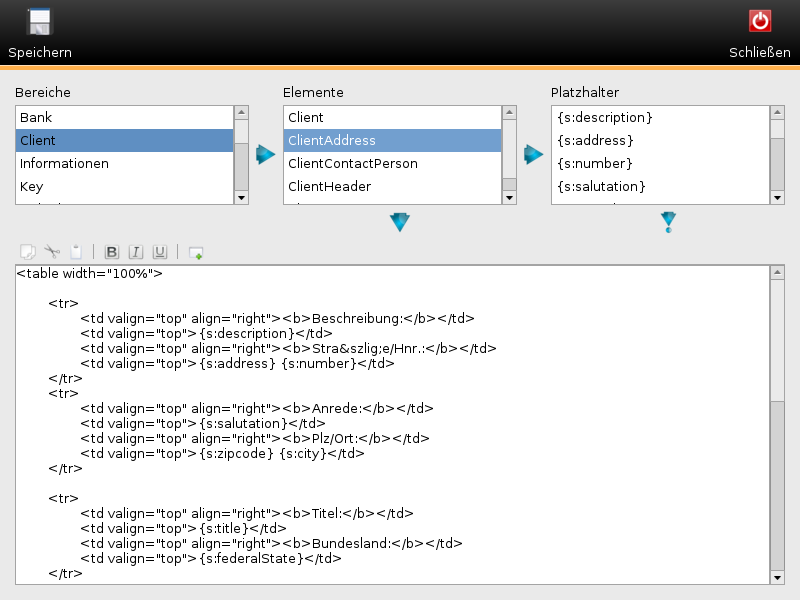 Speichern
Schließen
Bereiche
Elemente
Platzhalter
Bank
Client
Informationen
Key
Client
ClientAddress
ClientContactPerson
ClientHeader
{s:description}
{s:address}
{s:number}
{s:salutation}
B I U
<table width="100%">
<tr>
<td valign="top" align="right"><b>Beschreibung:</b></td>
<td valign="top">{s:description}</td>
<td valign="top" align="right"><b>Stra&szlig;e/Hnr.:</b></td>
<td valign="top">{s:address} {s:number}</td>
</tr>
<tr>
<td valign="top" align="right"><b>Anrede:</b></td>
<td valign="top">{s:salutation}</td>
<td valign="top" align="right"><b>Plz/Ort:</b></td>
<td valign="top">{s:zipcode} {s:city}</td>
</tr>
<tr>
<td valign="top" align="right"><b>Titel:</b></td>
<td valign="top">{s:title}</td>
<td valign="top" align="right"><b>Bundesland:</b></td>
<td valign="top">{s:federalState}</td>
</tr>